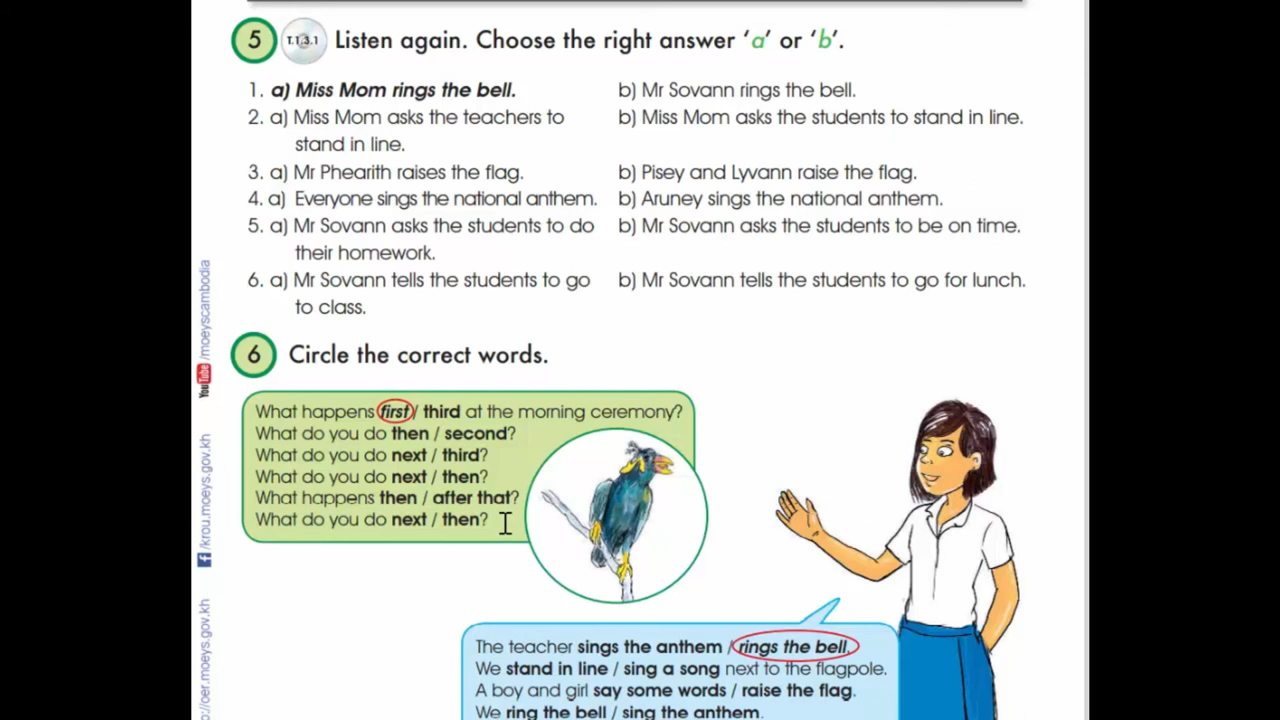 5 T.1.3.1 Listen again. Choose the right answer 'a' or 'b'.
1. a) Miss Mom rings the bell. b) Mr Sovann rings the bell.
2. a) Miss Mom asks the teachers to b) Miss Mom asks the students to stand in line.
stand in line.
3. a) Mr Phearith raises the flag. b) Pisey and Lyvann raise the flag.
4. a) Everyone sings the national anthem. b) Aruney sings the national anthem.
5. a) Mr Sovann asks the students to do b) Mr Sovann asks the students to be on time.
their homework.
6. a) Mr Sovann tells the students to go b) Mr Sovann tells the students to go for lunch.
to class.
6 Circle the correct words.
What happens first / third at the morning ceremony?
What do you do then / second?
What do you do next / third?
What do you do next / then?
What happens then / after that?
What do you do next / then?
The teacher sings the anthem / rings the bell.
We stand in line / sing a song next to the flagpole.
A boy and girl say some words / raise the flag.
We ring the bell / sing the anthem.
YouTube /moeyscambodia
f /krou.moeys.gov.kh
://oer.moeys.gov.kh